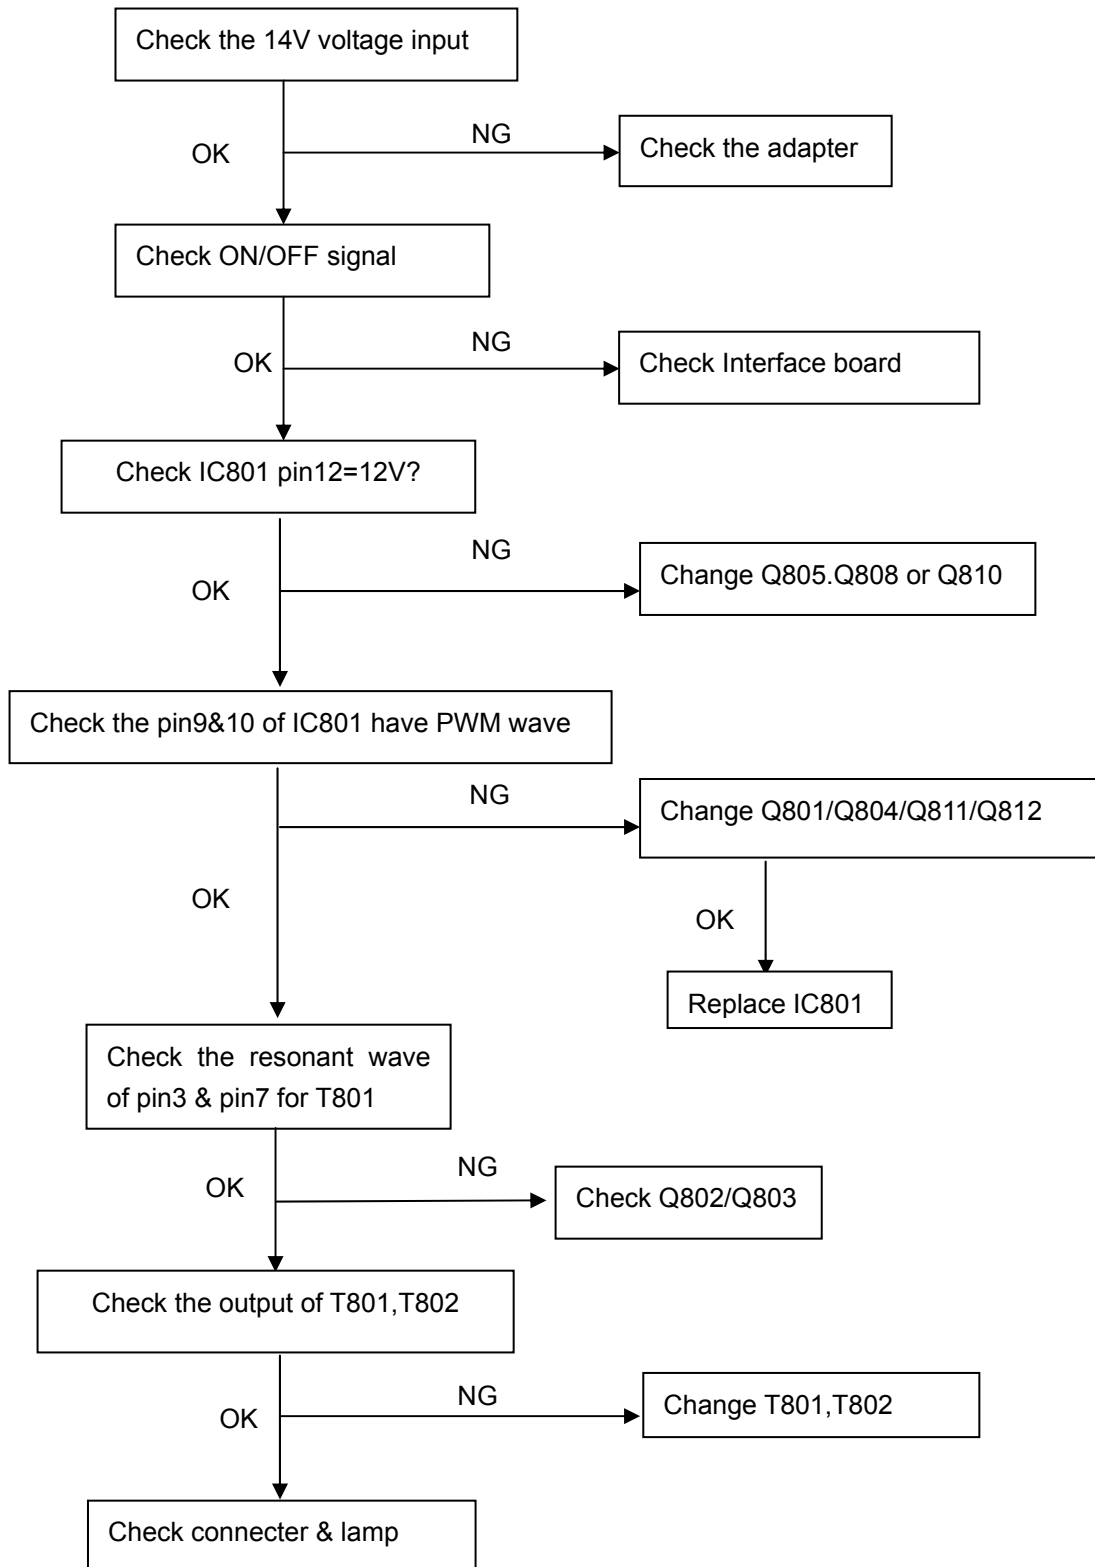 Check the 14V voltage input
NG
OK
Check the adapter
Check ON/OFF signal
NG
OK
Check Interface board
Check IC801 pin12=12V?
NG
OK
Change Q805.Q808 or Q810
Check the pin9&10 of IC801 have PWM wave
NG
Change Q801/Q804/Q811/Q812
OK
OK
Replace IC801
Check the resonant wave
of pin3 & pin7 for T801
NG
OK
Check Q802/Q803
Check the output of T801,T802
NG
OK
Change T801,T802
Check connecter & lamp